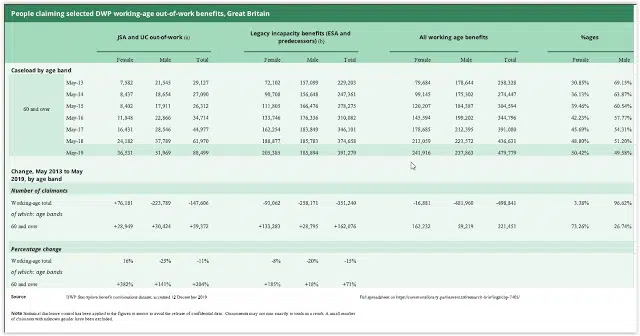 People claiming selected DWP working-age out-of-work benefits, Great Britain
JSA and UC out-of-work (a) Legacy incapacity benefits (ESA and predecessors) (b) All working age benefits %ages
Female Male Total Female Male Total Female Male Total Female Male
Caseload by age band
60 and over
May-13 7,582 21,545 29,127 72,102 157,099 229,203 79,684 178,644 258,328 30.85% 69.15%
May-14 8,437 18,654 27,090 90,708 156,648 247,361 99,145 175,302 274,447 36.13% 63.87%
May-15 8,402 17,911 26,312 111,805 166,476 278,275 120,207 184,387 304,594 39.46% 60.54%
May-16 11,848 22,866 34,714 133,746 176,336 310,082 145,594 199,202 344,796 42.23% 57.77%
May-17 16,431 28,546 44,977 162,254 183,849 346,101 178,685 212,395 391,080 45.69% 54.31%
May-18 24,182 37,789 61,970 188,877 185,783 374,658 213,059 223,572 436,631 48.80% 51.20%
May-19 36,531 51,969 88,499 205,385 185,894 391,279 241,916 237,863 479,779 50.42% 49.58%
Change, May 2013 to May
2019, by age band
Number of claimants
Working-age total +76,181 -223,789 -147,606 -93,062 -258,171 -351,240 -16,881 -481,960 -498,841 3.38% 96.62%
of which: age bands
60 and over +28,949 +30,424 +59,372 +133,283 +28,795 +162,076 162,232 59,219 221,451 73.26% 26.74%
Percentage change
Working-age total 16% -25% -11% -8% -20% -15%
of which: age bands
60 and over +382% +141% +204% +185% +18% +71%
Source DWP Stat-xplore benefit combinations dataset, accessed 12 December 2019
Note Statistical disclosure control has been applied to the figures in source to avoid the release of confidential data. Components may not sum exactly to totals as a result. A small number
of claimants with unknown gender have been excluded.